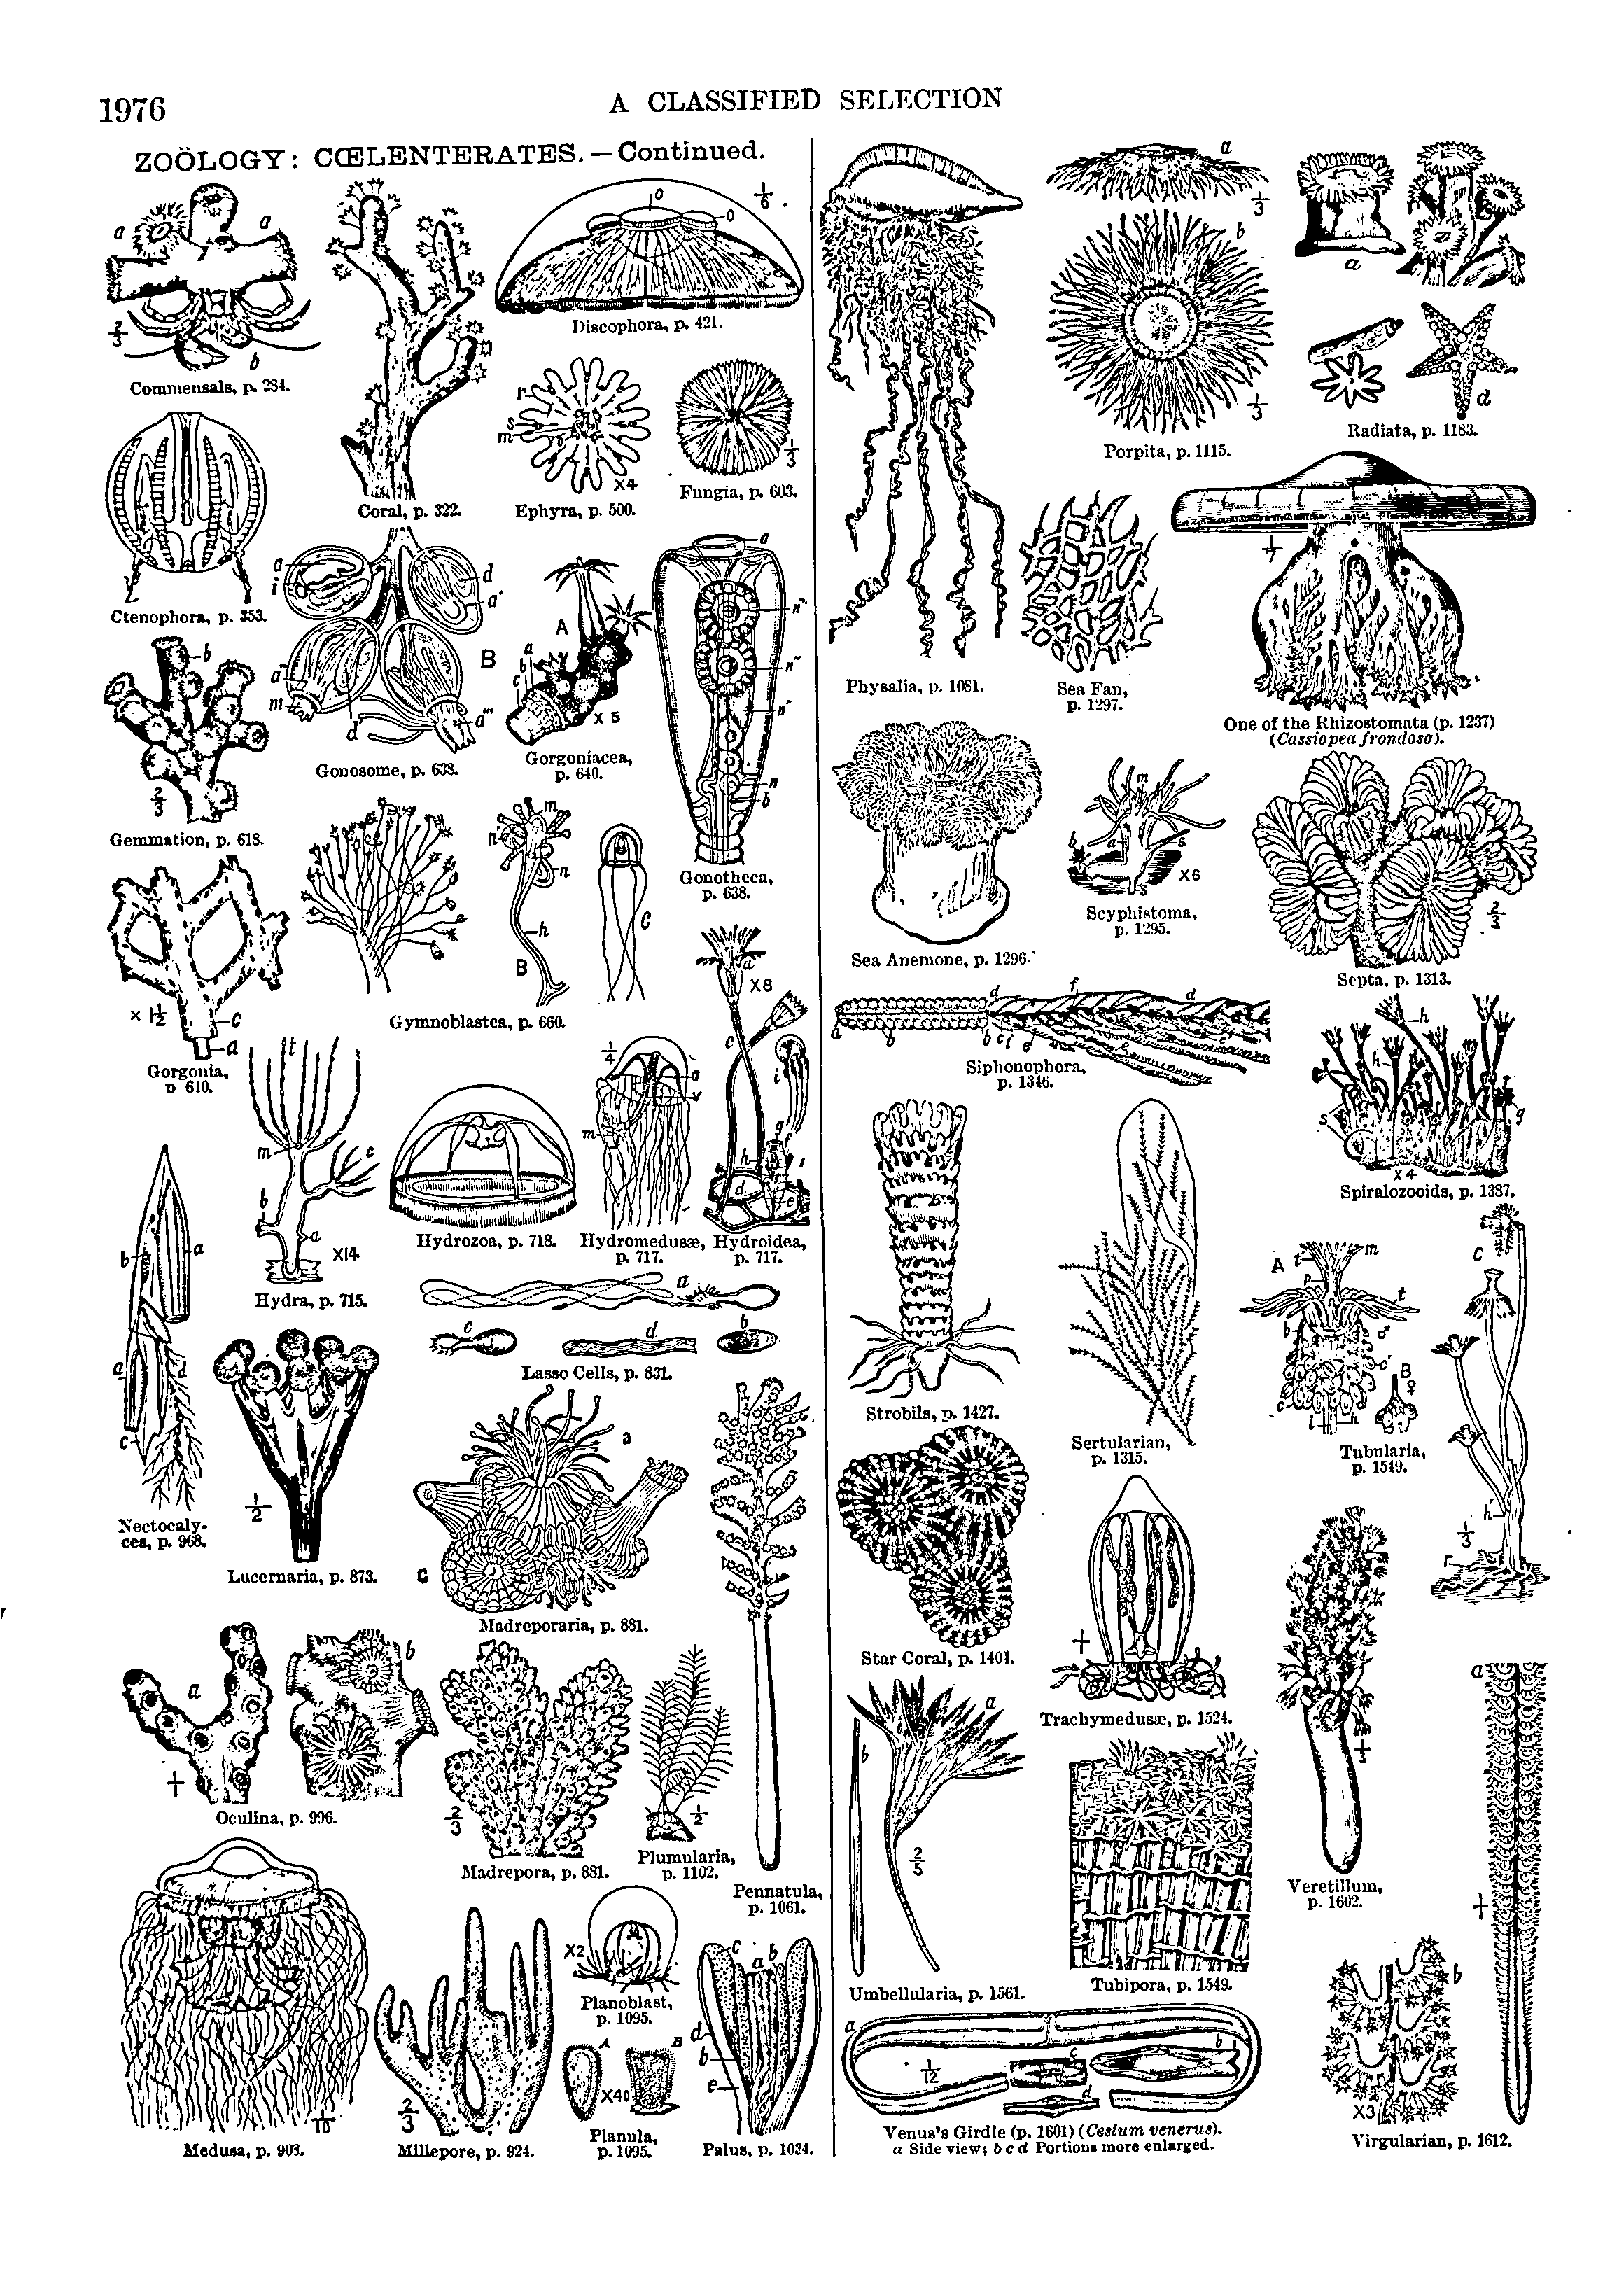 1976
A CLASSIFIED SELECTION
ZOÖLOGY: CŒLENTERATES. — Continued.
Commensals, p. 234.
Discophora, p. 421.
Coral, p. 322.
Ephyra, p. 500.
Fungia, p. 603.
Ctenophora, p. 353.
Gonosome, p. 638.
Gorgoniacea,
p. 640.
Gemmation, p. 618.
Gonotheca,
p. 638.
Gymnoblastea, p. 660.
Gorgonia,
p 610.
Hydrozoa, p. 718.
Hydromedusæ,
p. 717.
Hydroidea,
p. 717.
Hydra, p. 715.
Lasso Cells, p. 831.
Nectocaly-
ces, p. 968.
Lucernaria, p. 873.
Madreporaria, p. 881.
Oculina, p. 996.
Madrepora, p. 881.
Plumularia,
p. 1102.
Pennatula,
p. 1061.
Planoblast,
p. 1095.
Medusa, p. 903.
Millepore, p. 924.
Planula,
p. 1095.
Palus, p. 1034.
Physalia, p. 1081.
Porpita, p. 1115.
Radiata, p. 1183.
Sea Fan,
p. 1297.
One of the Rhizostomata (p. 1237)
(Cassiopea frondosa).
Sea Anemone, p. 1296.
Scyphistoma,
p. 1295.
Septa, p. 1313.
Siphonophora,
p. 1346.
Spiralozooids, p. 1387.
Strobila, p. 1427.
Sertularian,
p. 1315.
Tubularia,
p. 1549.
Star Coral, p. 1404.
Trachymedusæ, p. 1524.
Umbellularia, p. 1561.
Tubipora, p. 1549.
Veretillum,
p. 1602.
Venus's Girdle (p. 1601) (Cestum venerus).
a Side view; b c d Portions more enlarged.
Virgularian, p. 1612.